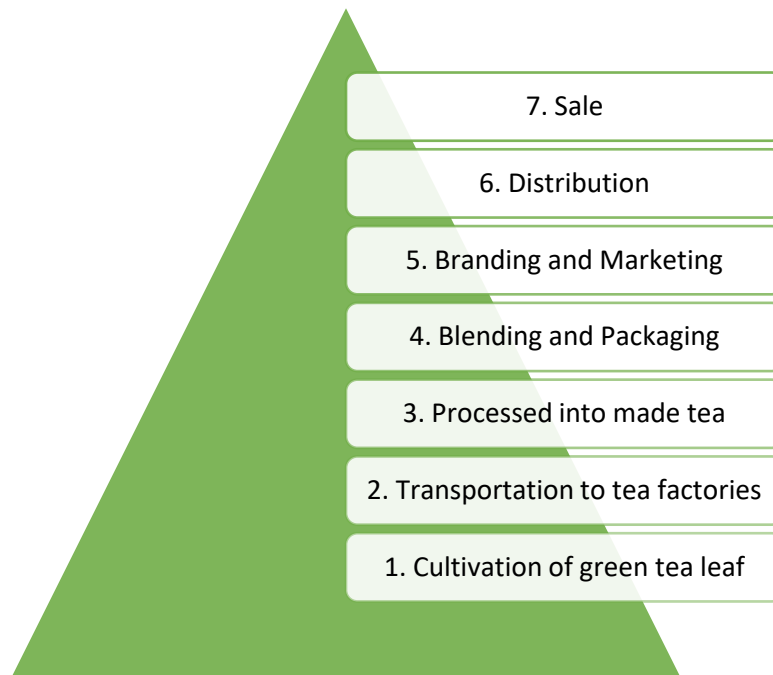 7. Sale
6. Distribution
5. Branding and Marketing
4. Blending and Packaging
3. Processed into made tea
2. Transportation to tea factories
1. Cultivation of green tea leaf